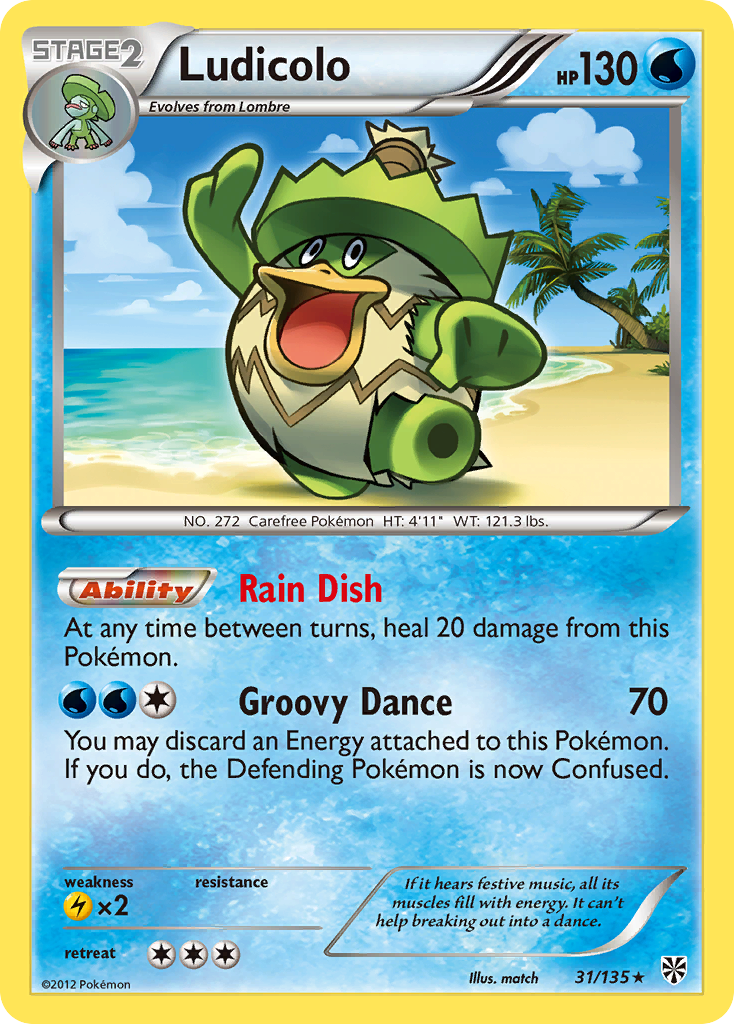 STAGE2
Ludicolo
HP130
Evolves from Lombre
NO. 272 Carefree Pokémon HT: 4'11" WT: 121.3 lbs.
Ability Rain Dish
At any time between turns, heal 20 damage from this
Pokémon.
Groovy Dance 70
You may discard an Energy attached to this Pokémon.
If you do, the Defending Pokémon is now Confused.
weakness resistance
×2
If it hears festive music, all its
muscles fill with energy. It can't
help breaking out into a dance.
retreat
©2012 Pokémon
Illus. match 31/135★